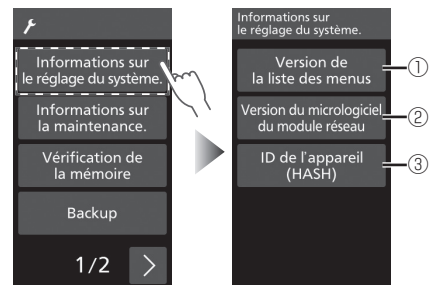 Informations sur
le réglage du système.
Informations sur
la maintenance.
Vérification de
la mémoire
Backup
1/2
Informations sur
le réglage du système.
Version de
la liste des menus
①
Version du micrologiciel
du module réseau
②
ID de l'appareil
(HASH)
③